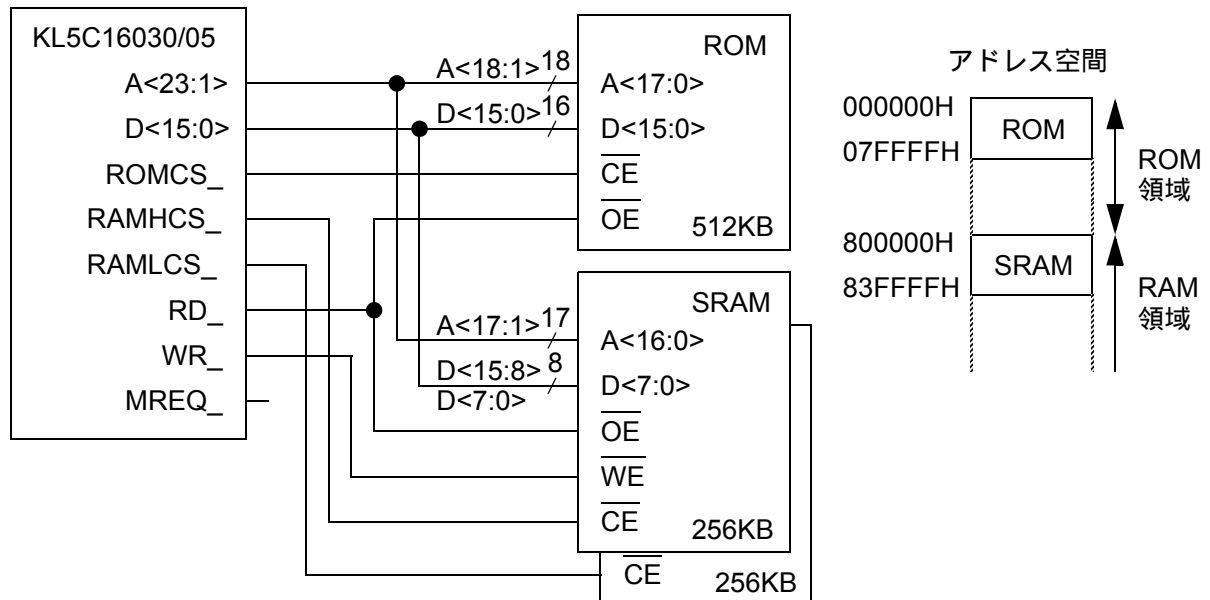 KL5C16030/05
A<23:1>
D<15:0>
ROMCS_
RAMHCS_
RAMLCS_
RD_
WR_
MREQ_
A<18:1> 18
D<15:0> 16
ROM
A<17:0>
D<15:0>
CE
OE
512KB
A<17:1> 17
D<15:8> 8
D<7:0>
SRAM
A<16:0>
D<7:0>
OE
WE
CE
256KB
CE
256KB
アドレス空間
000000H
07FFFFH
ROM
ROM
領域
800000H
83FFFFH
SRAM
RAM
領域